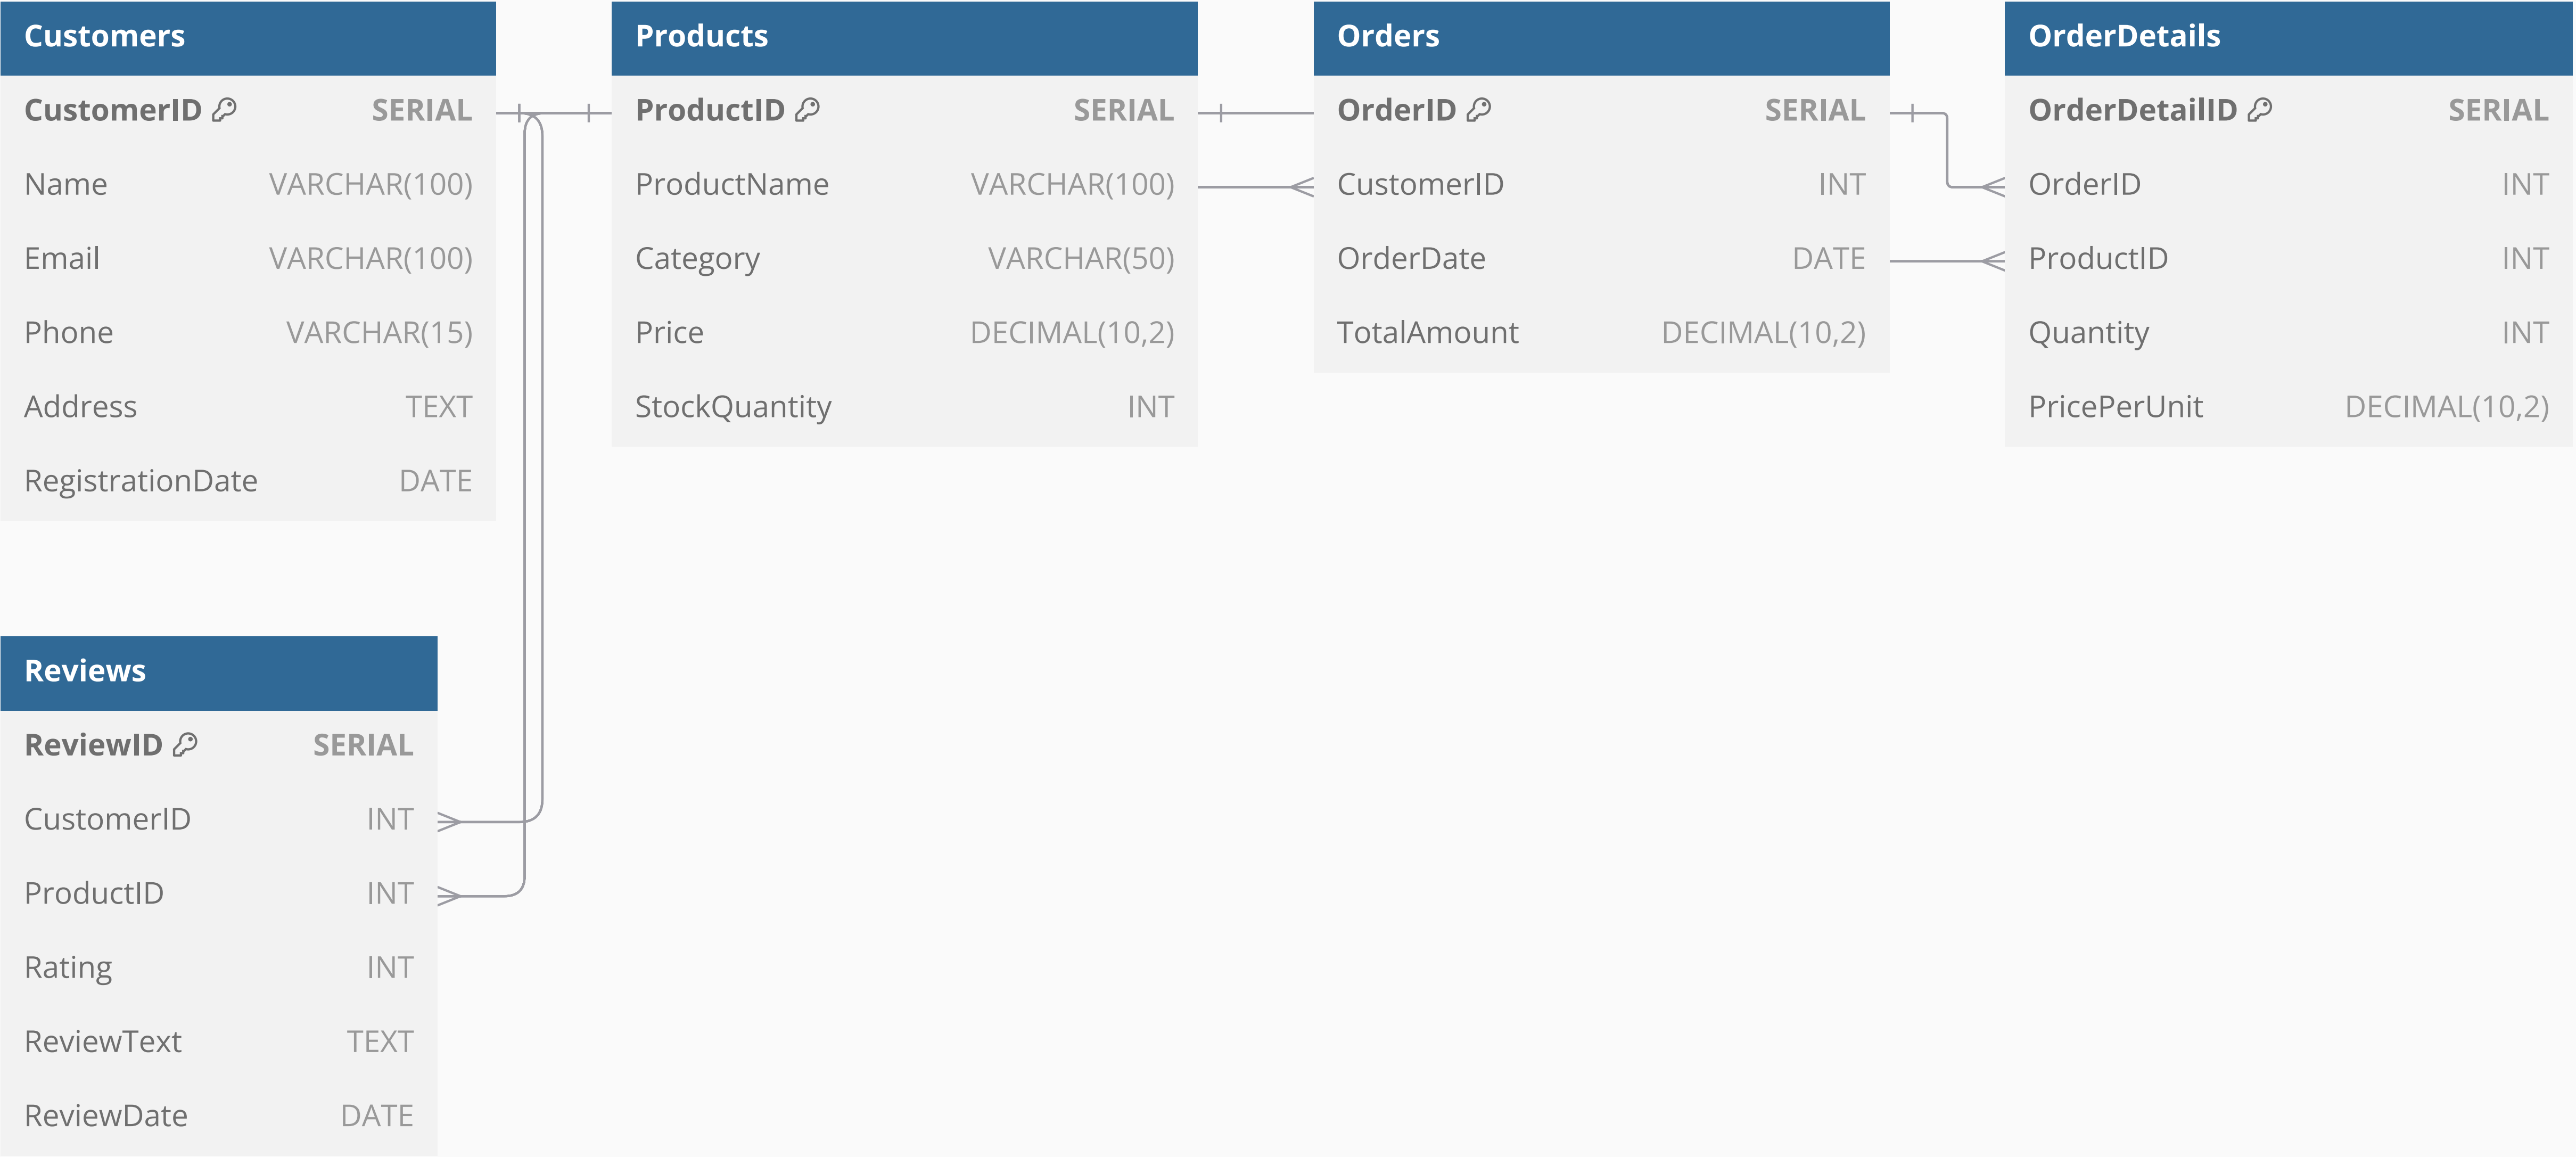 Customers
CustomerID SERIAL
Name VARCHAR(100)
Email VARCHAR(100)
Phone VARCHAR(15)
Address TEXT
RegistrationDate DATE
Products
ProductID SERIAL
ProductName VARCHAR(100)
Category VARCHAR(50)
Price DECIMAL(10,2)
StockQuantity INT
Orders
OrderID SERIAL
CustomerID INT
OrderDate DATE
TotalAmount DECIMAL(10,2)
OrderDetails
OrderDetailID SERIAL
OrderID INT
ProductID INT
Quantity INT
PricePerUnit DECIMAL(10,2)
Reviews
ReviewID SERIAL
CustomerID INT
ProductID INT
Rating INT
ReviewText TEXT
ReviewDate DATE